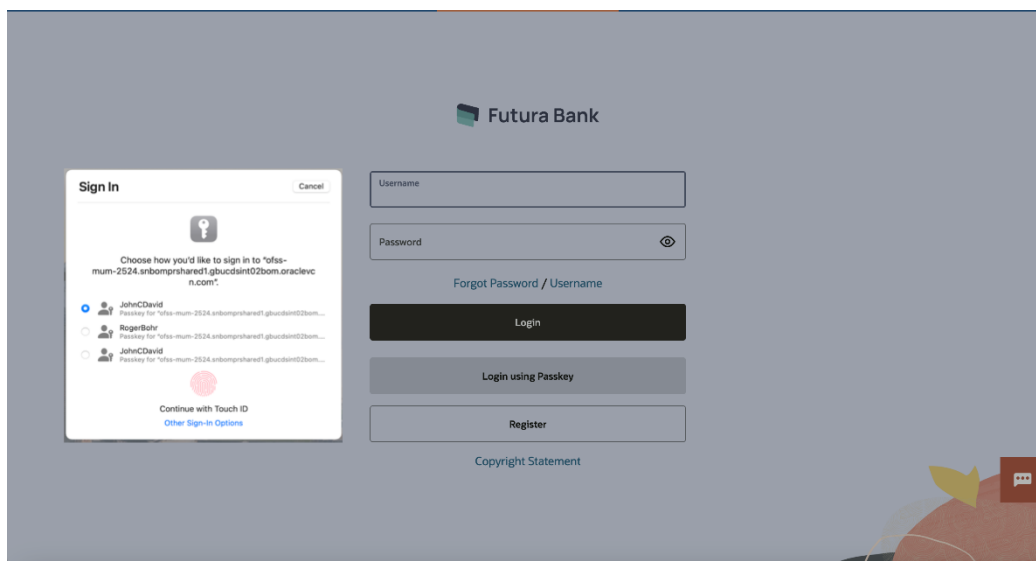 Futura Bank
Sign In
Cancel
Choose how you'd like to sign in to "ofss-
mum-2524.snbomprshared1.gbucdsint02bom.oraclevc
n.com".
JohnCDavid
Passkey for "ofss-mum-2524.snbomprshared1.gbucdsint02bom....
RogerBohr
Passkey for "ofss-mum-2524.snbomprshared1.gbucdsint02bom....
JohnCDavid
Passkey for "ofss-mum-2524.snbomprshared1.gbucdsint02bom....
Continue with Touch ID
Other Sign-In Options
Username
Password
Forgot Password / Username
Login
Login using Passkey
Register
Copyright Statement